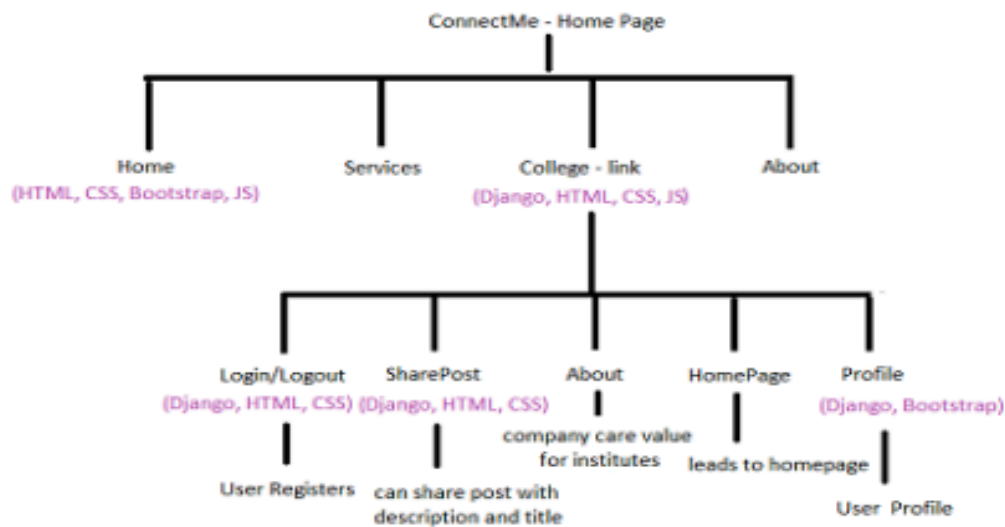 ConnectMe - Home Page
Home
Services
College - link
About
(HTML, CSS, Bootstrap, JS)
(Django, HTML, CSS, JS)
Login/Logout
SharePost
About
HomePage
Profile
(Django, HTML, CSS)
(Django, HTML, CSS)
(Django, Bootstrap)
company care value
for institutes
leads to homepage
User Registers
can share post with
description and title
User Profile